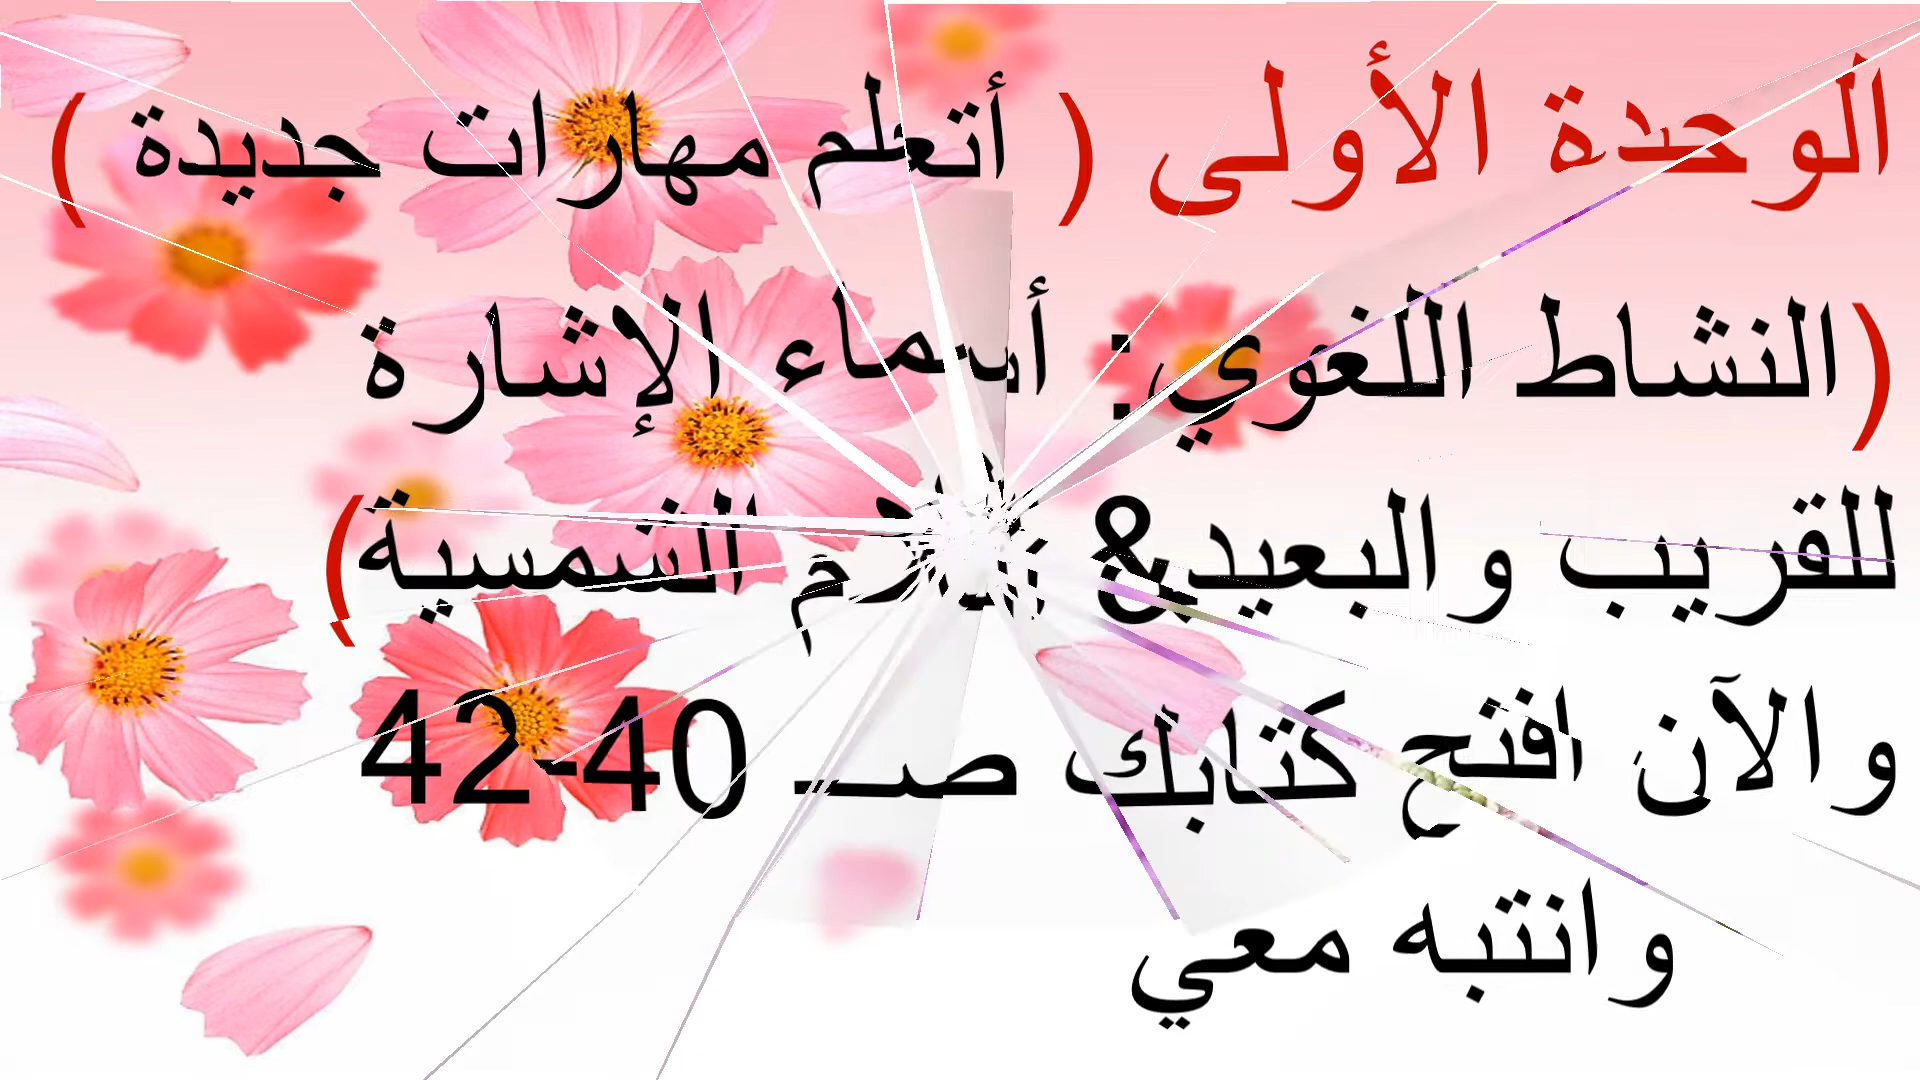 الوحدة الأولى ( أتعلم مهارات جديدة )
(النشاط اللغوي : أسماء الإشارة
للقريب والبعيد& اللام الشمسية)
والآن افتح كتابك صـ 40-42
وانتبه معي